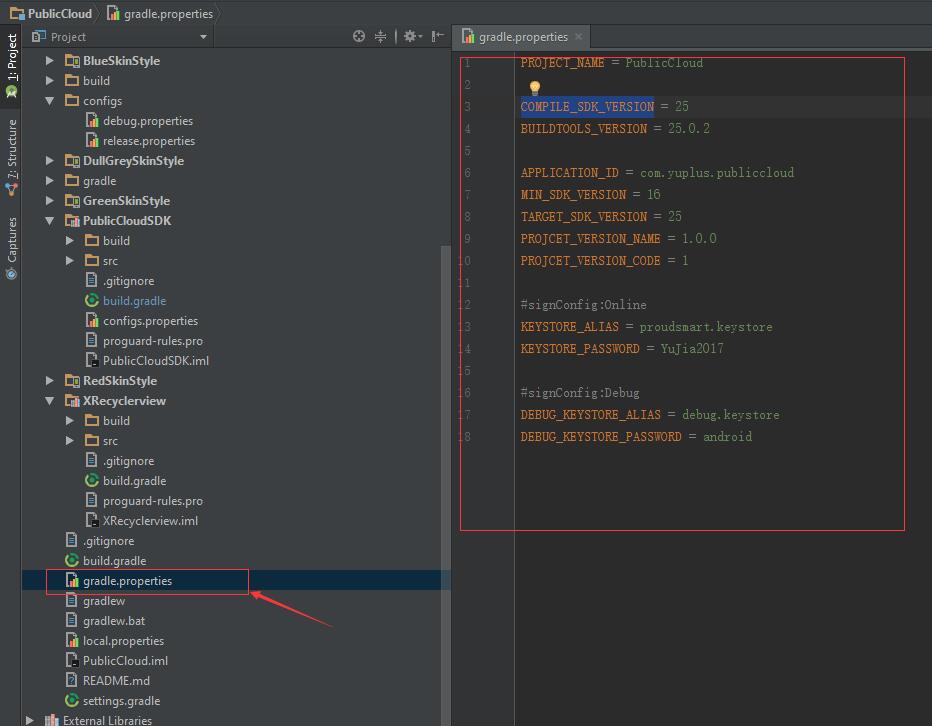 PublicCloud
gradle.properties
Project
gradle.properties
1: Project
7: Structure
Captures
BlueSkinStyle
build
configs
debug.properties
release.properties
DullGreySkinStyle
gradle
GreenSkinStyle
PublicCloudSDK
build
src
.gitignore
build.gradle
configs.properties
proguard-rules.pro
PublicCloudSDK.iml
RedSkinStyle
XRecyclerview
build
src
.gitignore
build.gradle
proguard-rules.pro
XRecyclerview.iml
.gitignore
build.gradle
gradle.properties
gradlew
gradlew.bat
local.properties
PublicCloud.iml
README.md
settings.gradle
External Libraries
1 PROJECT_NAME = PublicCloud
2
3 COMPILE_SDK_VERSION = 25
4 BUILDTOOLS_VERSION = 25.0.2
5
6 APPLICATION_ID = com.yuplus.publiccloud
7 MIN_SDK_VERSION = 16
8 TARGET_SDK_VERSION = 25
9 PROJCET_VERSION_NAME = 1.0.0
10 PROJCET_VERSION_CODE = 1
11
12 #signConfig:Online
13 KEYSTORE_ALIAS = proudsmart.keystore
14 KEYSTORE_PASSWORD = YuJia2017
15
16 #signConfig:Debug
17 DEBUG_KEYSTORE_ALIAS = debug.keystore
18 DEBUG_KEYSTORE_PASSWORD = android